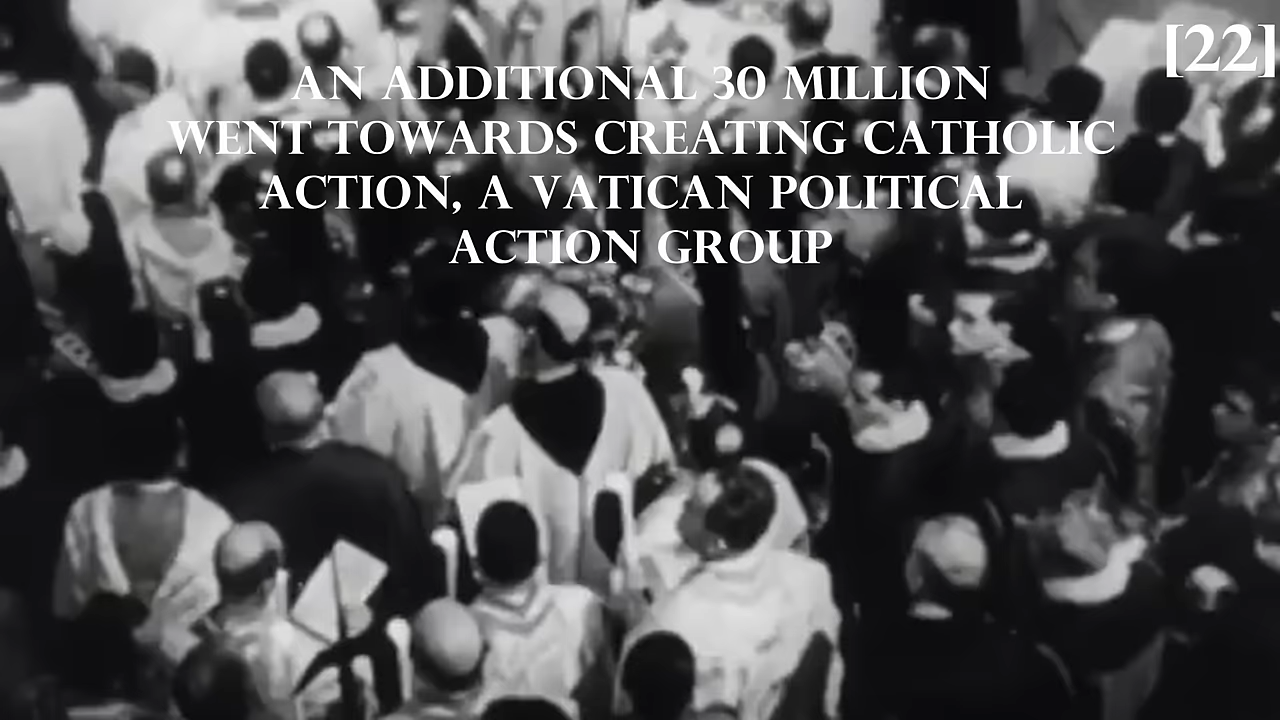 [22]
AN ADDITIONAL 30 MILLION
WENT TOWARDS CREATING CATHOLIC
ACTION, A VATICAN POLITICAL
ACTION GROUP